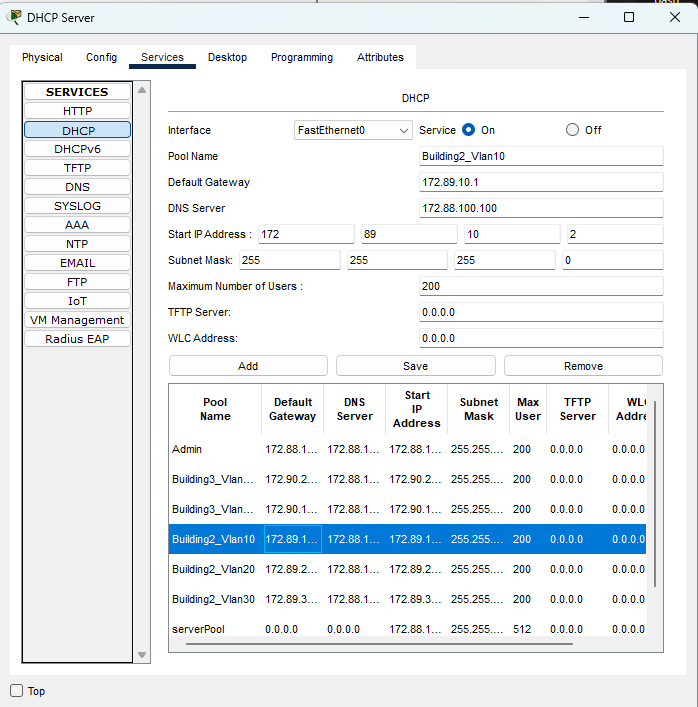 DHCP Server
Physical Config Services Desktop Programming Attributes
SERVICES
HTTP
DHCP
DHCPv6
TFTP
DNS
SYSLOG
AAA
NTP
EMAIL
FTP
IoT
VM Management
Radius EAP
DHCP
Interface FastEthernet0 Service On Off
Pool Name Building2_Vlan10
Default Gateway 172.89.10.1
DNS Server 172.88.100.100
Start IP Address : 172 89 10 2
Subnet Mask: 255 255 255 0
Maximum Number of Users : 200
TFTP Server: 0.0.0.0
WLC Address: 0.0.0.0
Add Save Remove
Pool Name Default Gateway DNS Server Start IP Address Subnet Mask Max User TFTP Server WLC Addre
Admin 172.88.1... 172.88.1... 172.88.1... 255.255.... 200 0.0.0.0 0.0.0.0
Building3_Vlan... 172.90.2... 172.88.1... 172.90.2... 255.255.... 200 0.0.0.0 0.0.0.0
Building3_Vlan... 172.90.1... 172.88.1... 172.90.1... 255.255.... 200 0.0.0.0 0.0.0.0
Building2_Vlan10 172.89.1... 172.88.1... 172.89.1... 255.255.... 200 0.0.0.0 0.0.0.0
Building2_Vlan20 172.89.2... 172.88.1... 172.89.2... 255.255.... 200 0.0.0.0 0.0.0.0
Building2_Vlan30 172.89.3... 172.88.1... 172.89.3... 255.255.... 200 0.0.0.0 0.0.0.0
serverPool 0.0.0.0 0.0.0.0 172.88.1... 255.255.... 512 0.0.0.0 0.0.0.0
Top